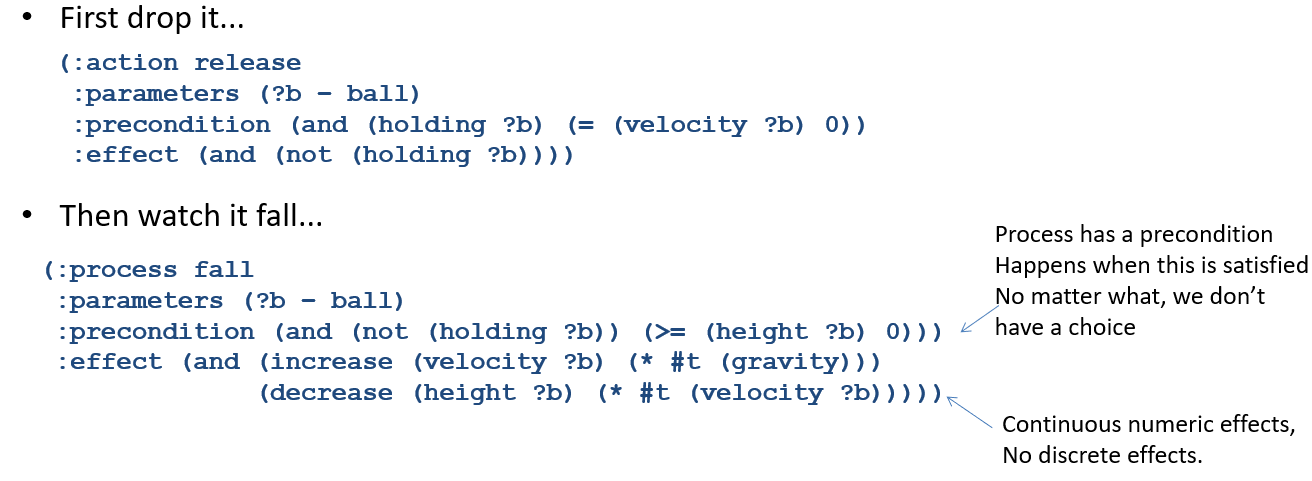 • First drop it...
(:action release
:parameters (?b – ball)
:precondition (and (holding ?b) (= (velocity ?b) 0))
:effect (and (not (holding ?b))))
• Then watch it fall...
(:process fall
:parameters (?b – ball)
:precondition (and (not (holding ?b)) (>= (height ?b) 0)))
:effect (and (increase (velocity ?b) (* #t (gravity)))
(decrease (height ?b) (* #t (velocity ?b)))))
Process has a precondition
Happens when this is satisfied
No matter what, we don't
have a choice
Continuous numeric effects,
No discrete effects.